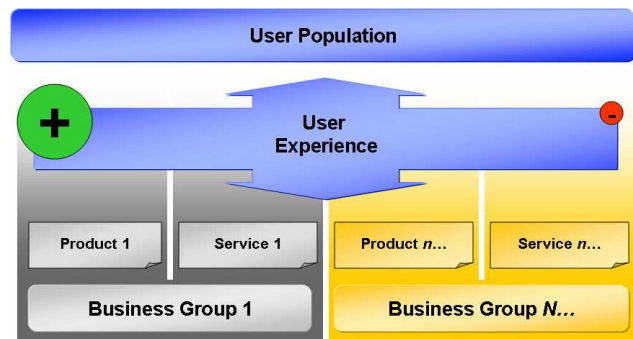 User Population
+
-
User
Experience
Product 1
Service 1
Product n...
Service n...
Business Group 1
Business Group N...